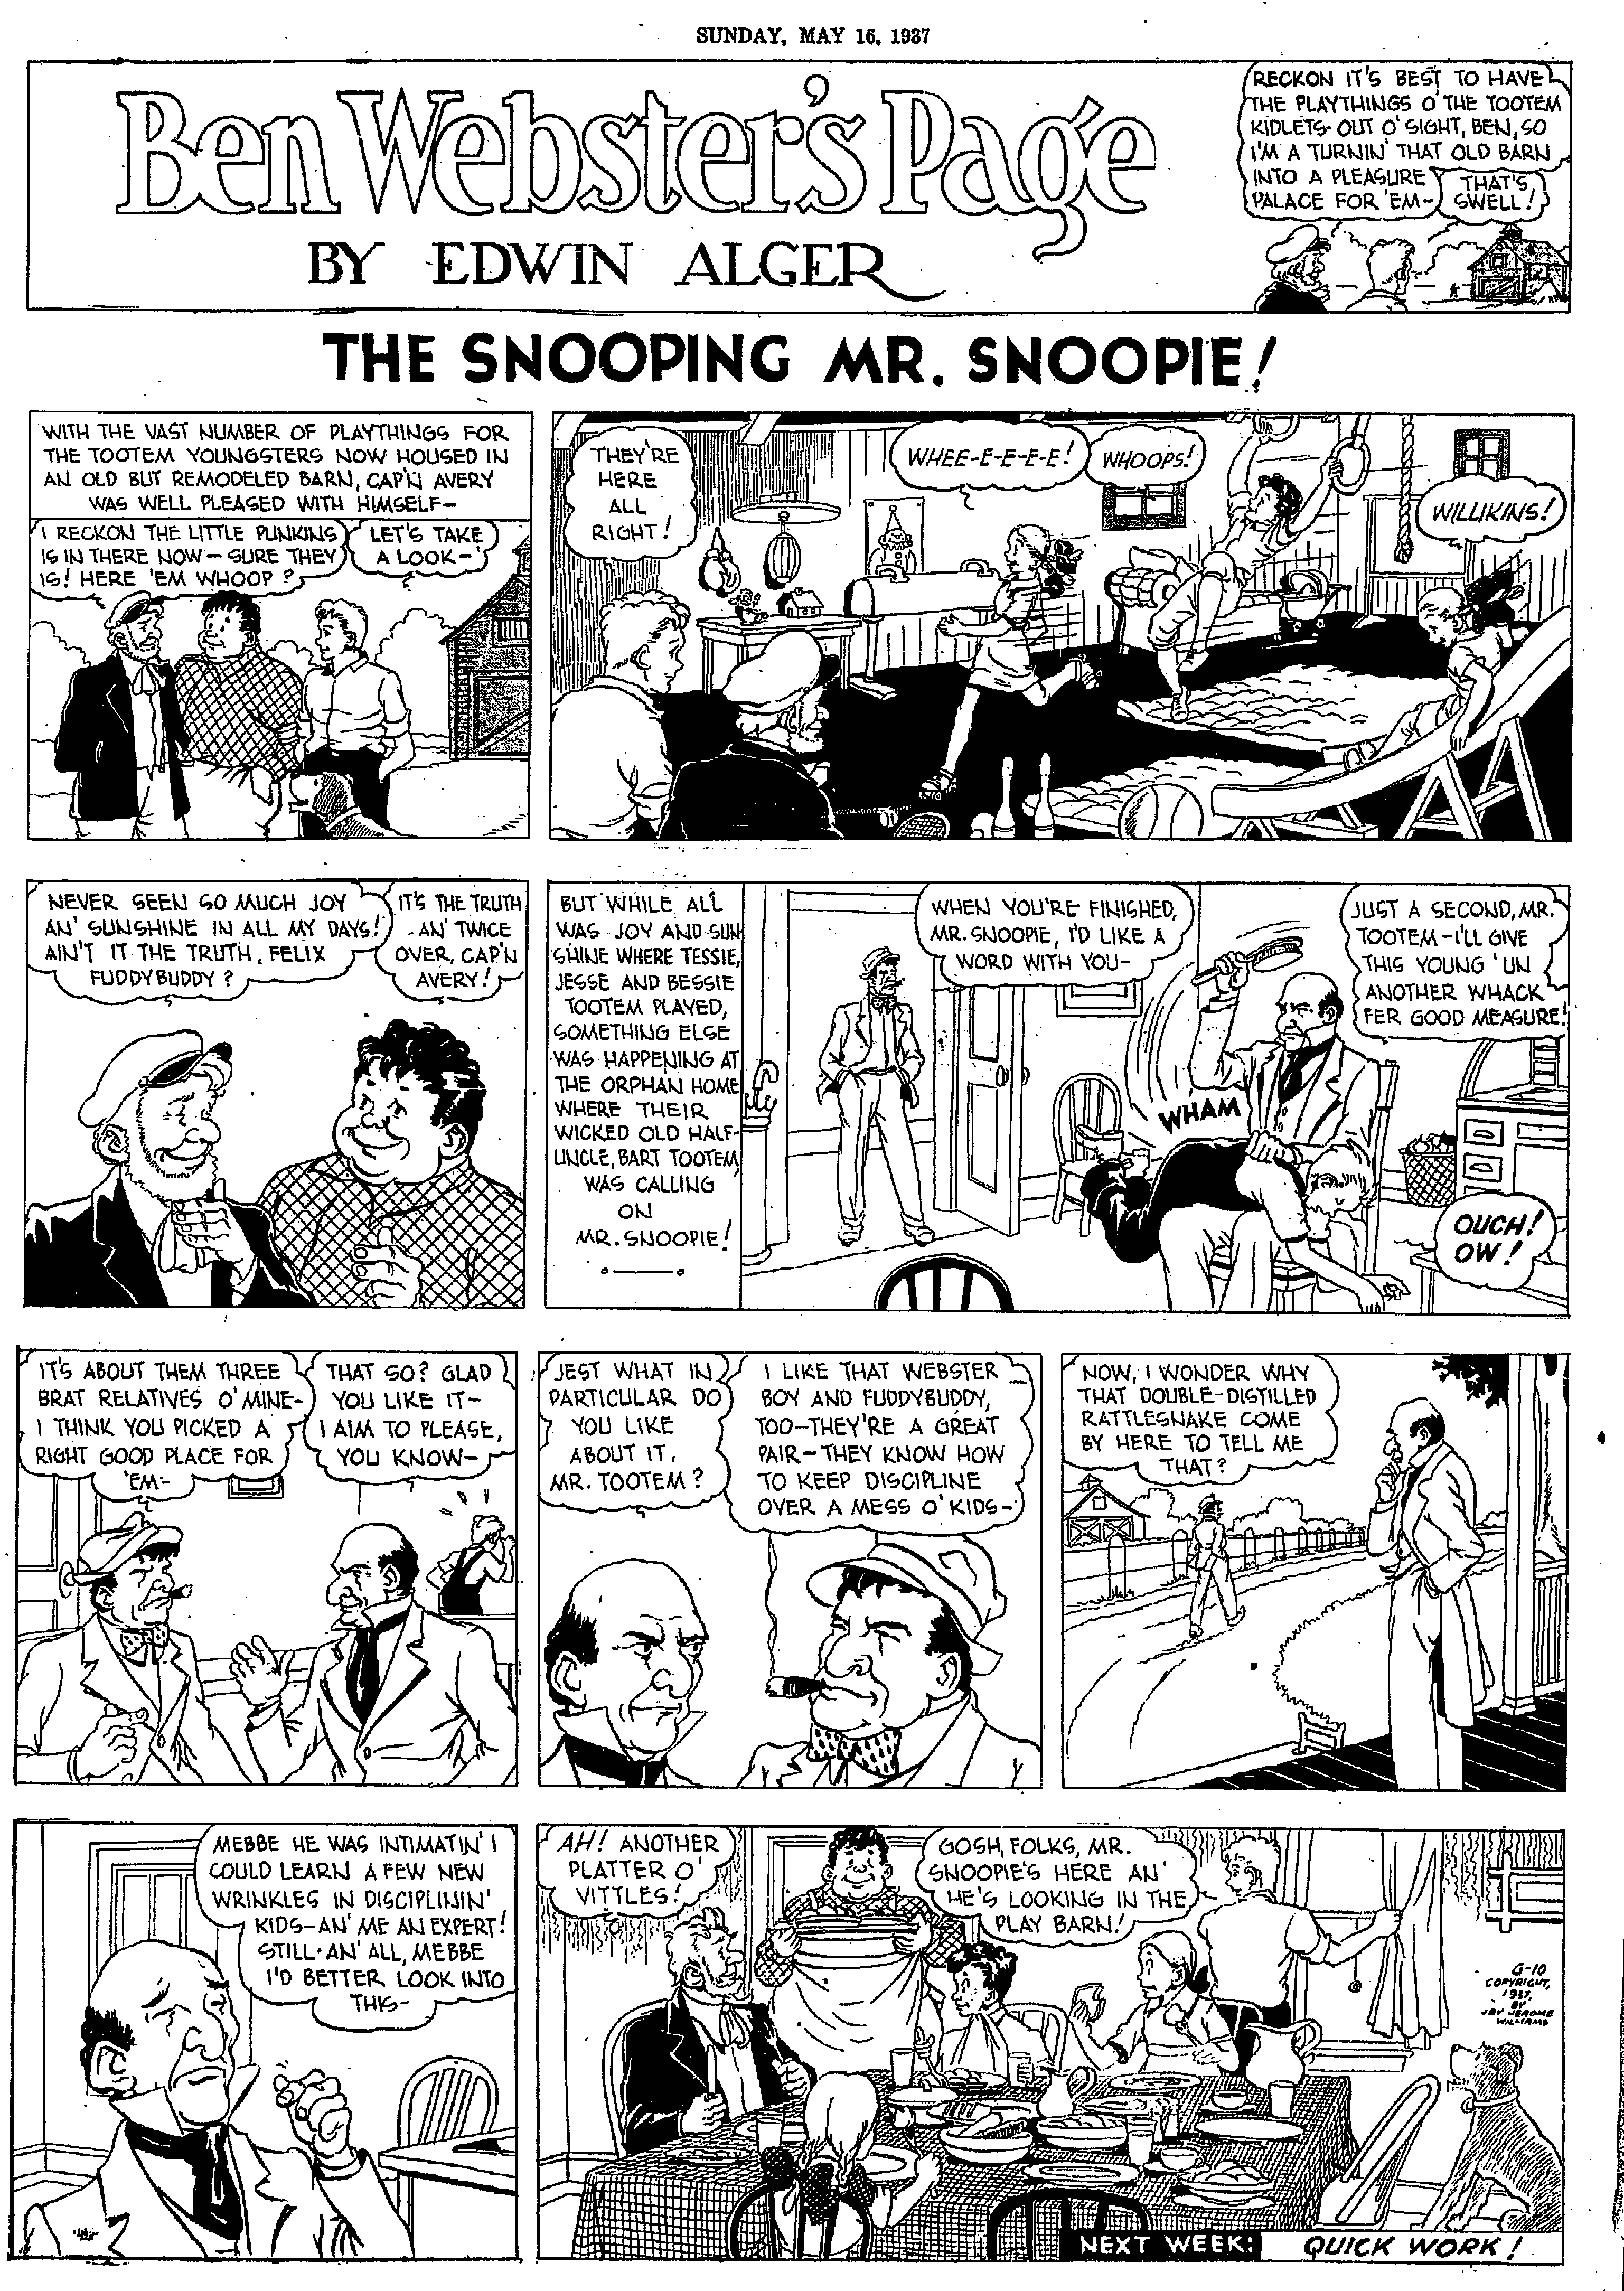 SUNDAY, MAY 16, 1937
Ben Webster's Page
BY EDWIN ALGER
RECKON IT'S BEST TO HAVE
THE PLAYTHINGS O' THE TOOTEM
KIDLETS OUT O' SIGHT, BEN, SO
I'M A TURNIN' THAT OLD BARN
INTO A PLEASURE
PALACE FOR 'EM-
THAT'S
SWELL!
THE SNOOPING MR. SNOOPIE!
WITH THE VAST NUMBER OF PLAYTHINGS FOR
THE TOOTEM YOUNGSTERS NOW HOUSED IN
AN OLD BUT REMODELED BARN, CAP'N AVERY
WAS WELL PLEASED WITH HIMSELF-
I RECKON THE LITTLE PUNKINS
IS IN THERE NOW - SURE THEY
IS! HERE 'EM WHOOP?
LET'S TAKE
A LOOK-
THEY'RE
HERE
ALL
RIGHT!
WHEE-E-E-E-E!
WHOOPS!
WILLIKINS!
NEVER SEEN SO MUCH JOY
AN' SUNSHINE IN ALL MY DAYS!
AIN'T IT THE TRUTH, FELIX
FUDDYBUDDY?
IT'S THE TRUTH
AN' TWICE
OVER, CAP'N
AVERY!
BUT WHILE ALL
WAS JOY AND SUN
SHINE WHERE TESSIE,
JESSE AND BESSIE
TOOTEM PLAYED,
SOMETHING ELSE
WAS HAPPENING AT
THE ORPHAN HOME
WHERE THEIR
WICKED OLD HALF-
UNCLE, BART TOOTEM,
WAS CALLING
ON
MR. SNOOPIE!
WHEN YOU'RE FINISHED,
MR. SNOOPIE, I'D LIKE A
WORD WITH YOU-
JUST A SECOND, MR.
TOOTEM-I'LL GIVE
THIS YOUNG 'UN
ANOTHER WHACK
FER GOOD MEASURE!
WHAM
OUCH!
OW!
IT'S ABOUT THEM THREE
BRAT RELATIVES O' MINE-
I THINK YOU PICKED A
RIGHT GOOD PLACE FOR
'EM-
THAT SO? GLAD
YOU LIKE IT-
I AIM TO PLEASE,
YOU KNOW-
JEST WHAT IN
PARTICULAR DO
YOU LIKE
ABOUT IT,
MR. TOOTEM?
I LIKE THAT WEBSTER
BOY AND FUDDYBUDDY,
TOO-THEY'RE A GREAT
PAIR-THEY KNOW HOW
TO KEEP DISCIPLINE
OVER A MESS O' KIDS-
NOW, I WONDER WHY
THAT DOUBLE-DISTILLED
RATTLESNAKE COME
BY HERE TO TELL ME
THAT?
MEBBE HE WAS INTIMATIN' I
COULD LEARN A FEW NEW
WRINKLES IN DISCIPLININ'
KIDS-AN' ME AN EXPERT!
STILL AN' ALL, MEBBE
I'D BETTER LOOK INTO
THIS-
AH! ANOTHER
PLATTER O'
VITTLES!
GOSH, FOLKS, MR.
SNOOPIE'S HERE AN'
HE'S LOOKING IN THE
PLAY BARN!
G-10
COPYRIGHT,
1937,
BY
JAY JEROME
WILLIAMS
NEXT WEEK: QUICK WORK!